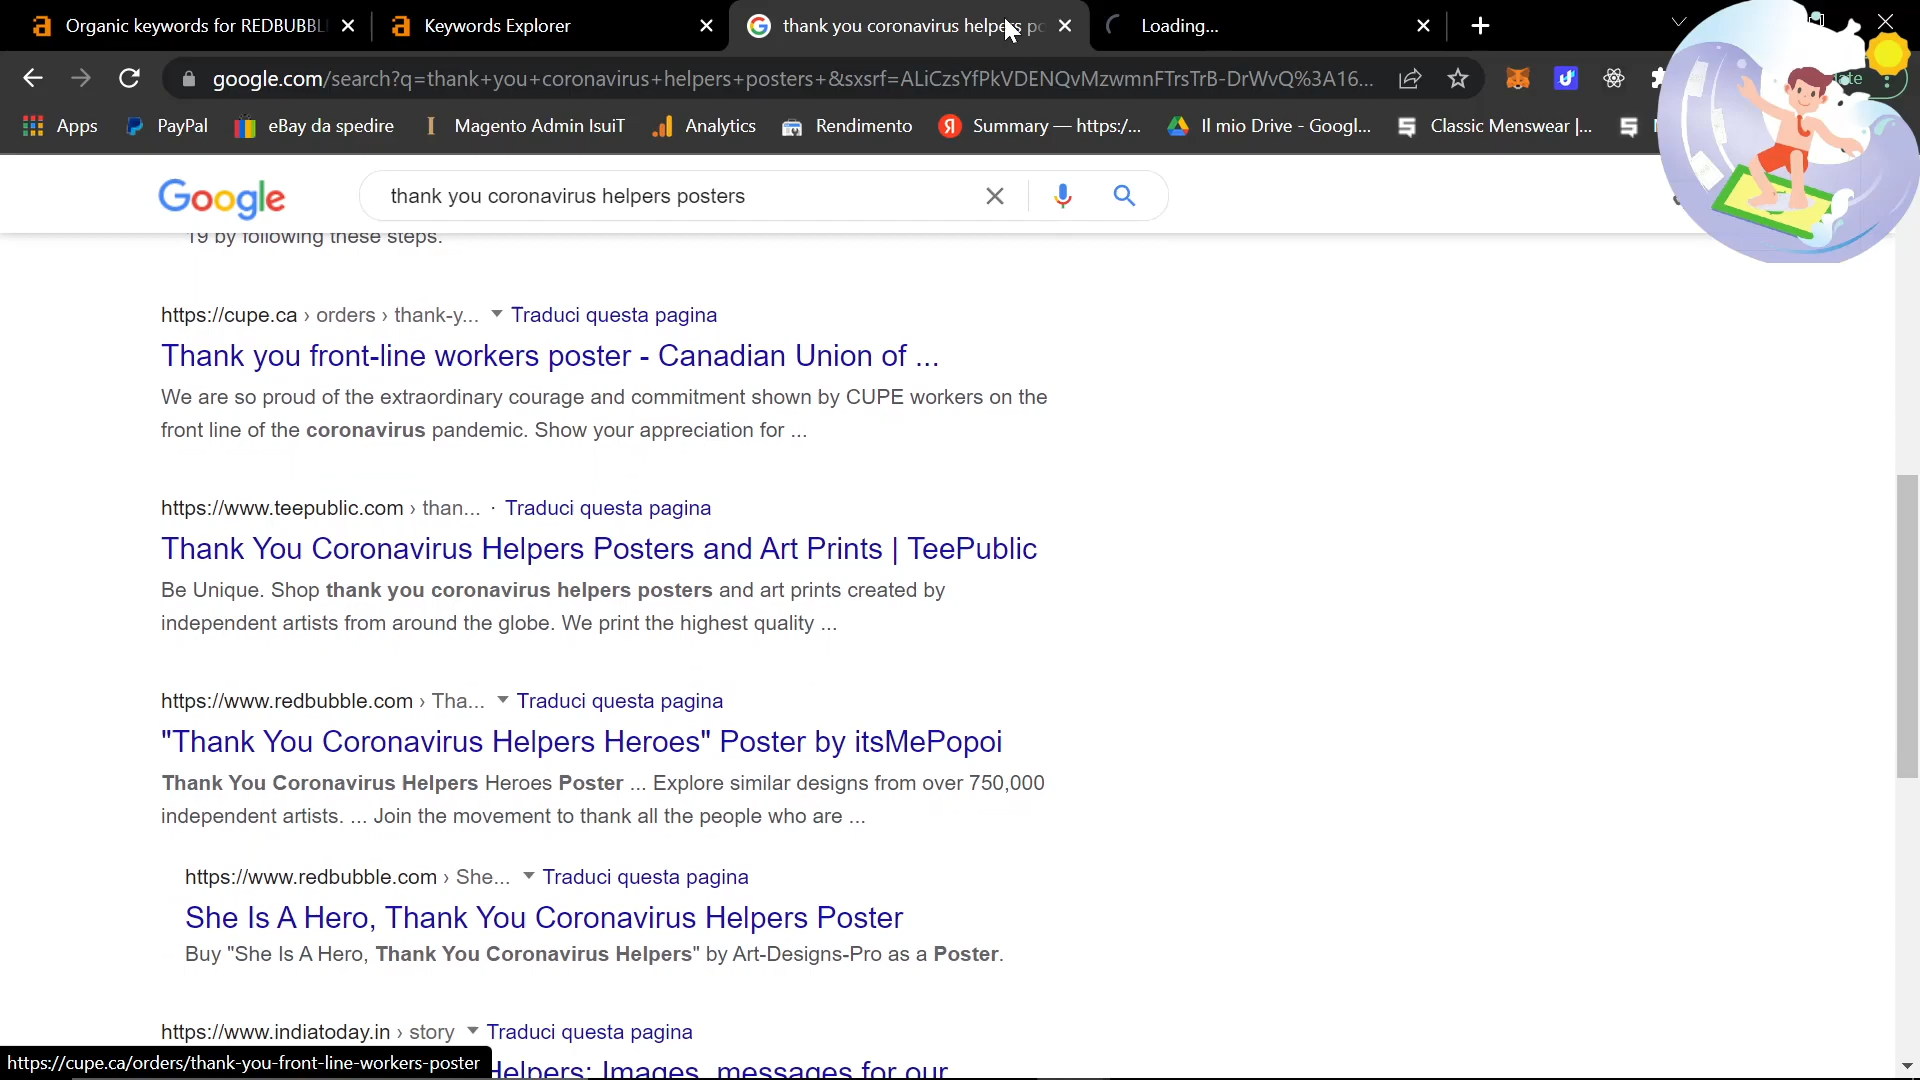 Organic keywords for REDBUBBL
Keywords Explorer
thank you coronavirus helpers po
Loading...
google.com/search?q=thank+you+coronavirus+helpers+posters+&sxsrf=ALiCzsYfPkVDENQvMzwmnFTrsTrB-DrWvQ%3A16...
Apps
PayPal
eBay da spedire
Magento Admin IsuiT
Analytics
Rendimento
Summary — https:/...
Il mio Drive - Googl...
Classic Menswear |...
Google
thank you coronavirus helpers posters
19 by following these steps.
https://cupe.ca › orders › thank-y... Traduci questa pagina
Thank you front-line workers poster - Canadian Union of ...
We are so proud of the extraordinary courage and commitment shown by CUPE workers on the
front line of the coronavirus pandemic. Show your appreciation for ...
https://www.teepublic.com › than... · Traduci questa pagina
Thank You Coronavirus Helpers Posters and Art Prints | TeePublic
Be Unique. Shop thank you coronavirus helpers posters and art prints created by
independent artists from around the globe. We print the highest quality ...
https://www.redbubble.com › Tha... Traduci questa pagina
"Thank You Coronavirus Helpers Heroes" Poster by itsMePopoi
Thank You Coronavirus Helpers Heroes Poster ... Explore similar designs from over 750,000
independent artists. ... Join the movement to thank all the people who are ...
https://www.redbubble.com › She... Traduci questa pagina
She Is A Hero, Thank You Coronavirus Helpers Poster
Buy "She Is A Hero, Thank You Coronavirus Helpers" by Art-Designs-Pro as a Poster.
https://www.indiatoday.in › story Traduci questa pagina
Helpers: Images, messages for our
https://cupe.ca/orders/thank-you-front-line-workers-poster